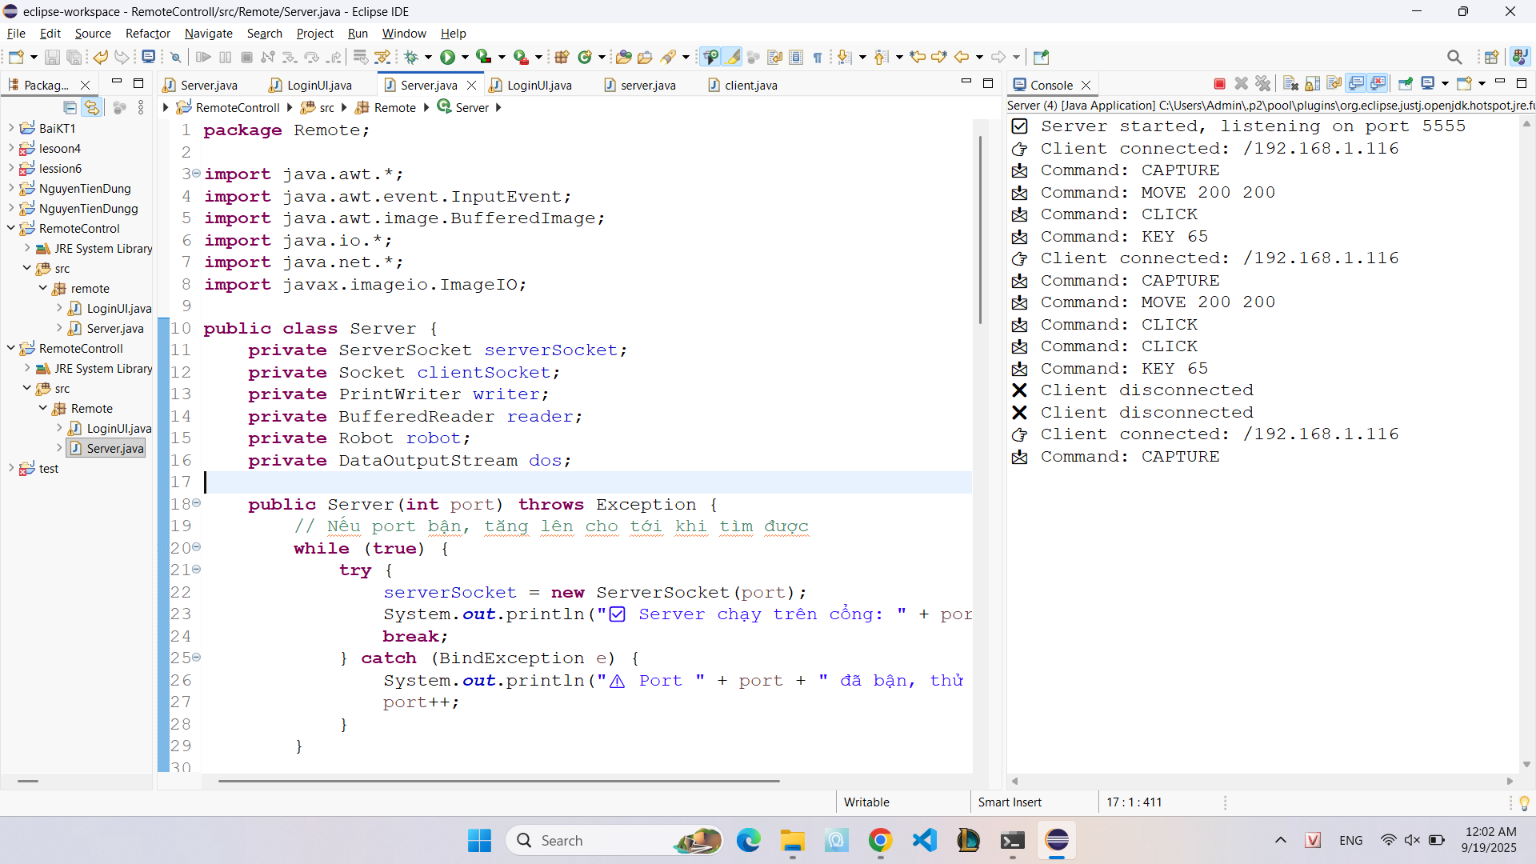 eclipse-workspace - RemoteControll/src/Remote/Server.java - Eclipse IDE
File Edit Source Refactor Navigate Search Project Run Window Help
Packag...
Server.java LoginUI.java Server.java LoginUI.java server.java client.java
RemoteControll src Remote Server
BaiKT1
lesoon4
lession6
NguyenTienDung
NguyenTienDungg
RemoteControl
JRE System Library
src
remote
LoginUI.java
Server.java
RemoteControll
JRE System Library
src
Remote
LoginUI.java
Server.java
test
1 package Remote;
2
3 import java.awt.*;
4 import java.awt.event.InputEvent;
5 import java.awt.image.BufferedImage;
6 import java.io.*;
7 import java.net.*;
8 import javax.imageio.ImageIO;
9
10 public class Server {
11 private ServerSocket serverSocket;
12 private Socket clientSocket;
13 private PrintWriter writer;
14 private BufferedReader reader;
15 private Robot robot;
16 private DataOutputStream dos;
17
18 public Server(int port) throws Exception {
19 // Nếu port bận, tăng lên cho tới khi tìm được
20 while (true) {
21 try {
22 serverSocket = new ServerSocket(port);
23 System.out.println("☑ Server chạy trên cổng: " + por
24 break;
25 } catch (BindException e) {
26 System.out.println("⚠ Port " + port + " đã bận, thử
27 port++;
28 }
29 }
30
Console
Server (4) [Java Application] C:\Users\Admin\.p2\pool\plugins\org.eclipse.justj.openjdk.hotspot.jre.fu
Server started, listening on port 5555
Client connected: /192.168.1.116
Command: CAPTURE
Command: MOVE 200 200
Command: CLICK
Command: KEY 65
Client connected: /192.168.1.116
Command: CAPTURE
Command: MOVE 200 200
Command: CLICK
Command: CLICK
Command: KEY 65
Client disconnected
Client disconnected
Client connected: /192.168.1.116
Command: CAPTURE
Writable Smart Insert 17 : 1 : 411
Search
ENG
12:02 AM
9/19/2025